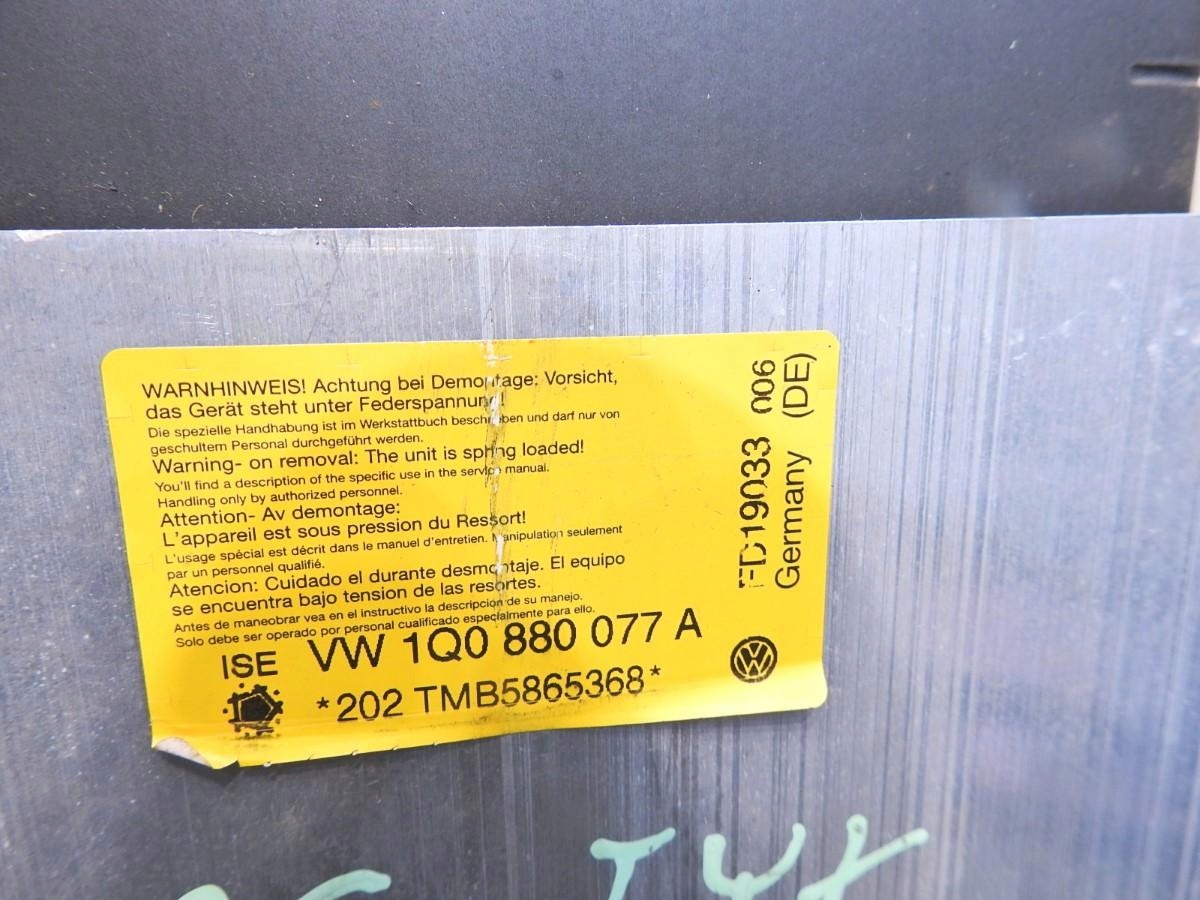 WARNHINWEIS! Achtung bei Demontage: Vorsicht,
das Gerät steht unter Federspannung!
Die spezielle Handhabung ist im Werkstattbuch beschrieben und darf nur von
geschultem Personal durchgeführt werden.
Warning- on removal: The unit is spring loaded!
You'll find a description of the specific use in the service manual.
Handling only by authorized personnel.
Attention- Av demontage:
L'appareil est sous pression du Ressort!
L'usage spécial est décrit dans le manuel d'entretien. Manipulation seulement
par un personnel qualifié.
Atencion: Cuidado el durante desmontaje. El equipo
se encuentra bajo tension de las resortes.
Antes de maneobrar vea en el instructivo la descripcion de su manejo.
Solo debe ser operado por personal cualificado especialmente para ello.
ISE VW 1Q0 880 077 A
*202 TMB5865368*
19033 006
Germany (DE)